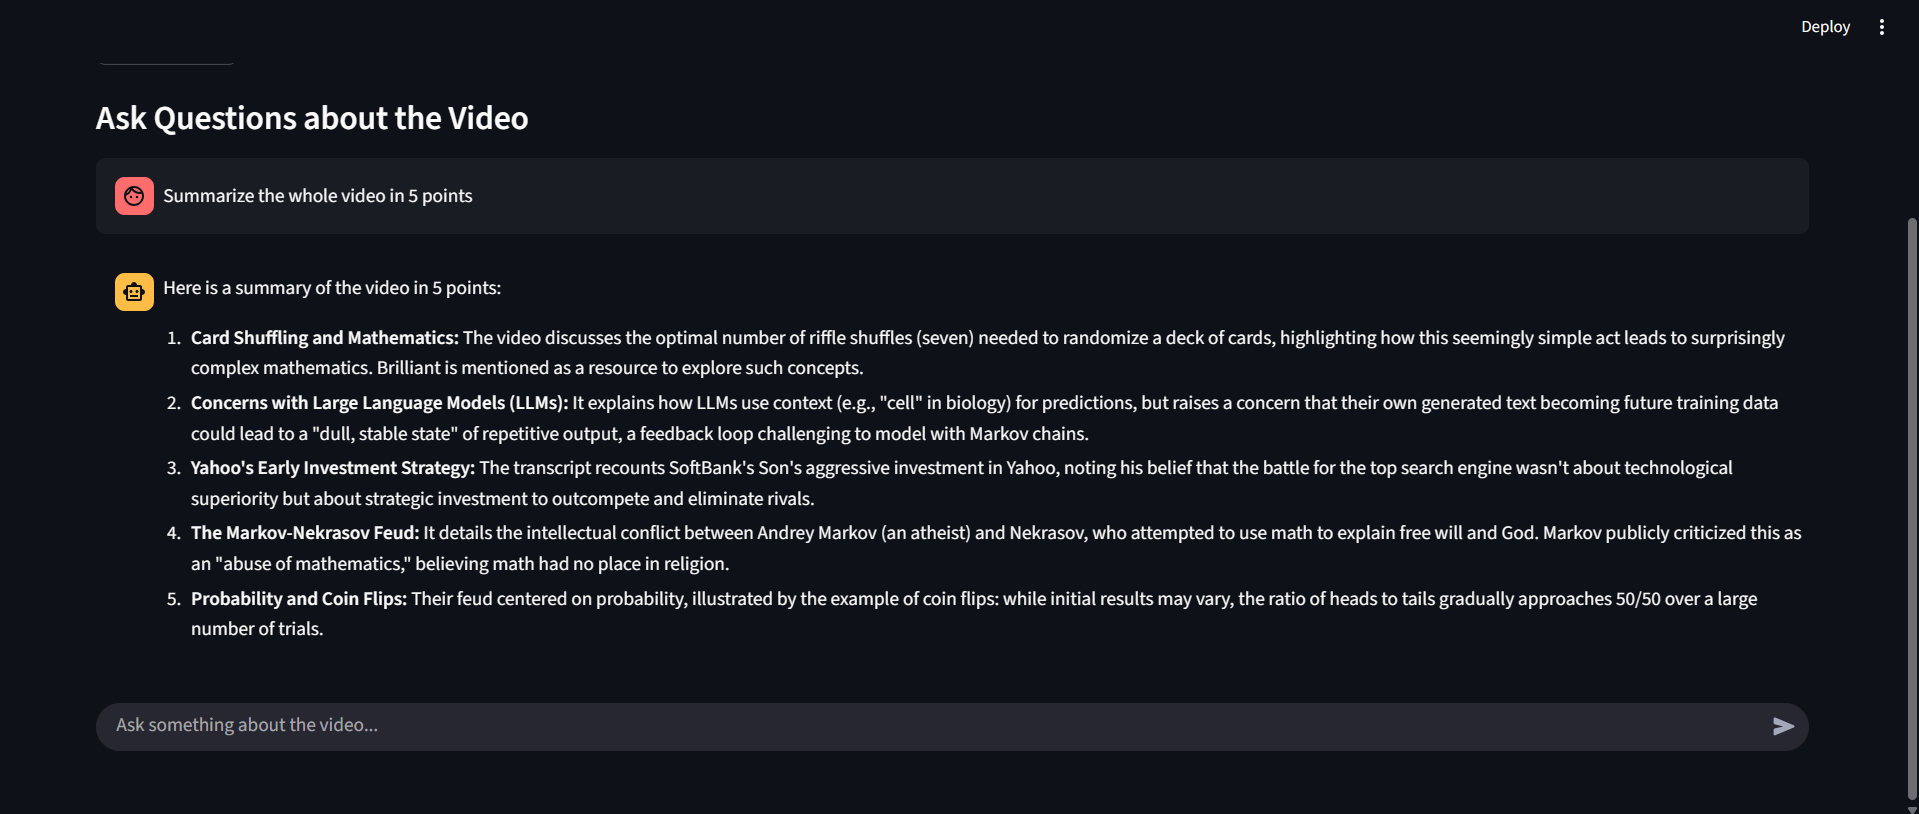 Deploy
Ask Questions about the Video
Summarize the whole video in 5 points
Here is a summary of the video in 5 points:
1. Card Shuffling and Mathematics: The video discusses the optimal number of riffle shuffles (seven) needed to randomize a deck of cards, highlighting how this seemingly simple act leads to surprisingly
complex mathematics. Brilliant is mentioned as a resource to explore such concepts.
2. Concerns with Large Language Models (LLMs): It explains how LLMs use context (e.g., "cell" in biology) for predictions, but raises a concern that their own generated text becoming future training data
could lead to a "dull, stable state" of repetitive output, a feedback loop challenging to model with Markov chains.
3. Yahoo's Early Investment Strategy: The transcript recounts SoftBank's Son's aggressive investment in Yahoo, noting his belief that the battle for the top search engine wasn't about technological
superiority but about strategic investment to outcompete and eliminate rivals.
4. The Markov-Nekrasov Feud: It details the intellectual conflict between Andrey Markov (an atheist) and Nekrasov, who attempted to use math to explain free will and God. Markov publicly criticized this as
an "abuse of mathematics," believing math had no place in religion.
5. Probability and Coin Flips: Their feud centered on probability, illustrated by the example of coin flips: while initial results may vary, the ratio of heads to tails gradually approaches 50/50 over a large
number of trials.
Ask something about the video...